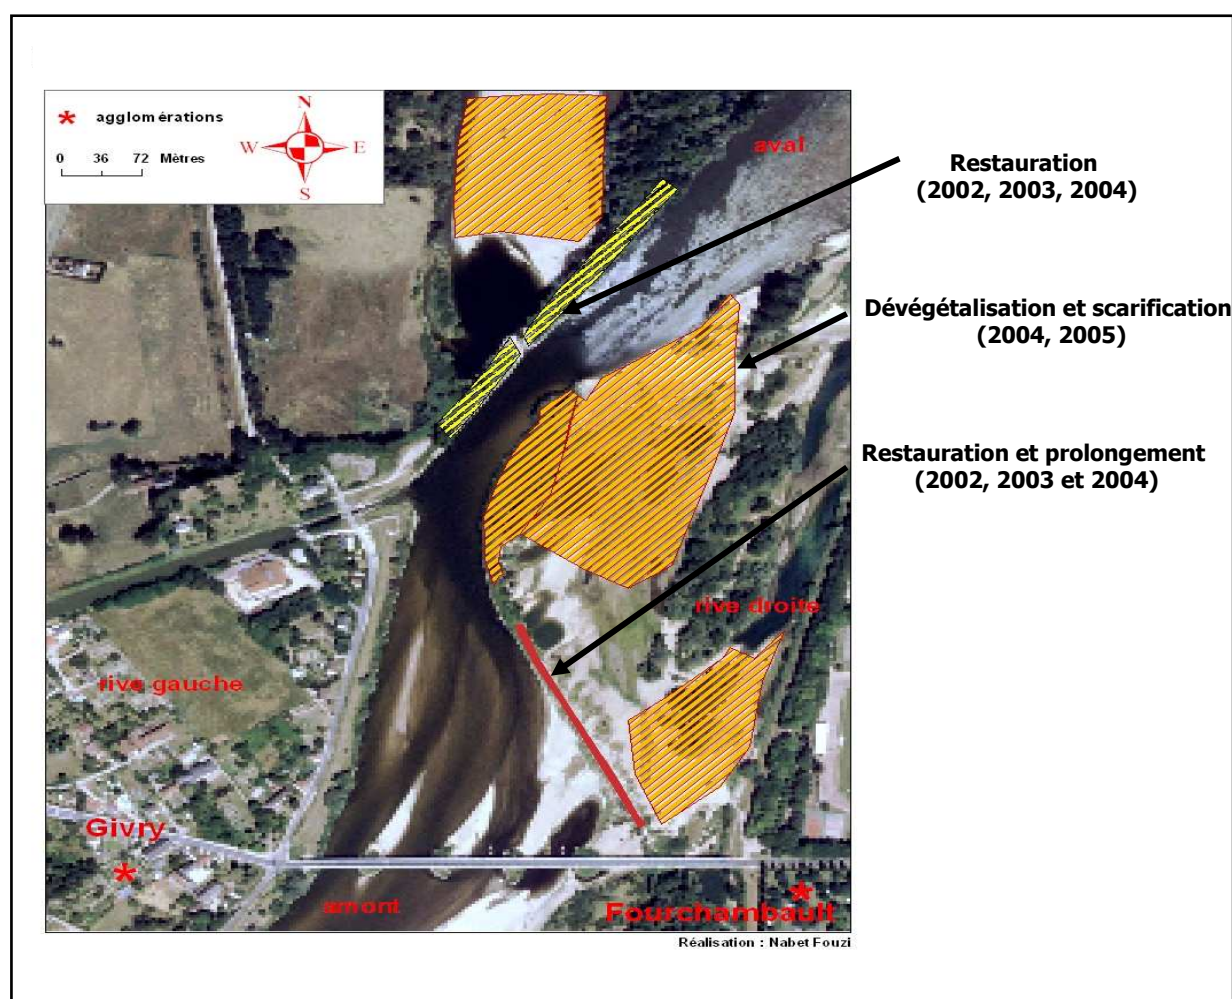 agglomérations
0 36 72 Mètres
N
W E
S
aval
Restauration
(2002, 2003, 2004)
Dévégétalisation et scarification
(2004, 2005)
Restauration et prolongement
(2002, 2003 et 2004)
rive droite
rive gauche
Givry
amont
Fourchambault
Réalisation : Nabet Fouzi